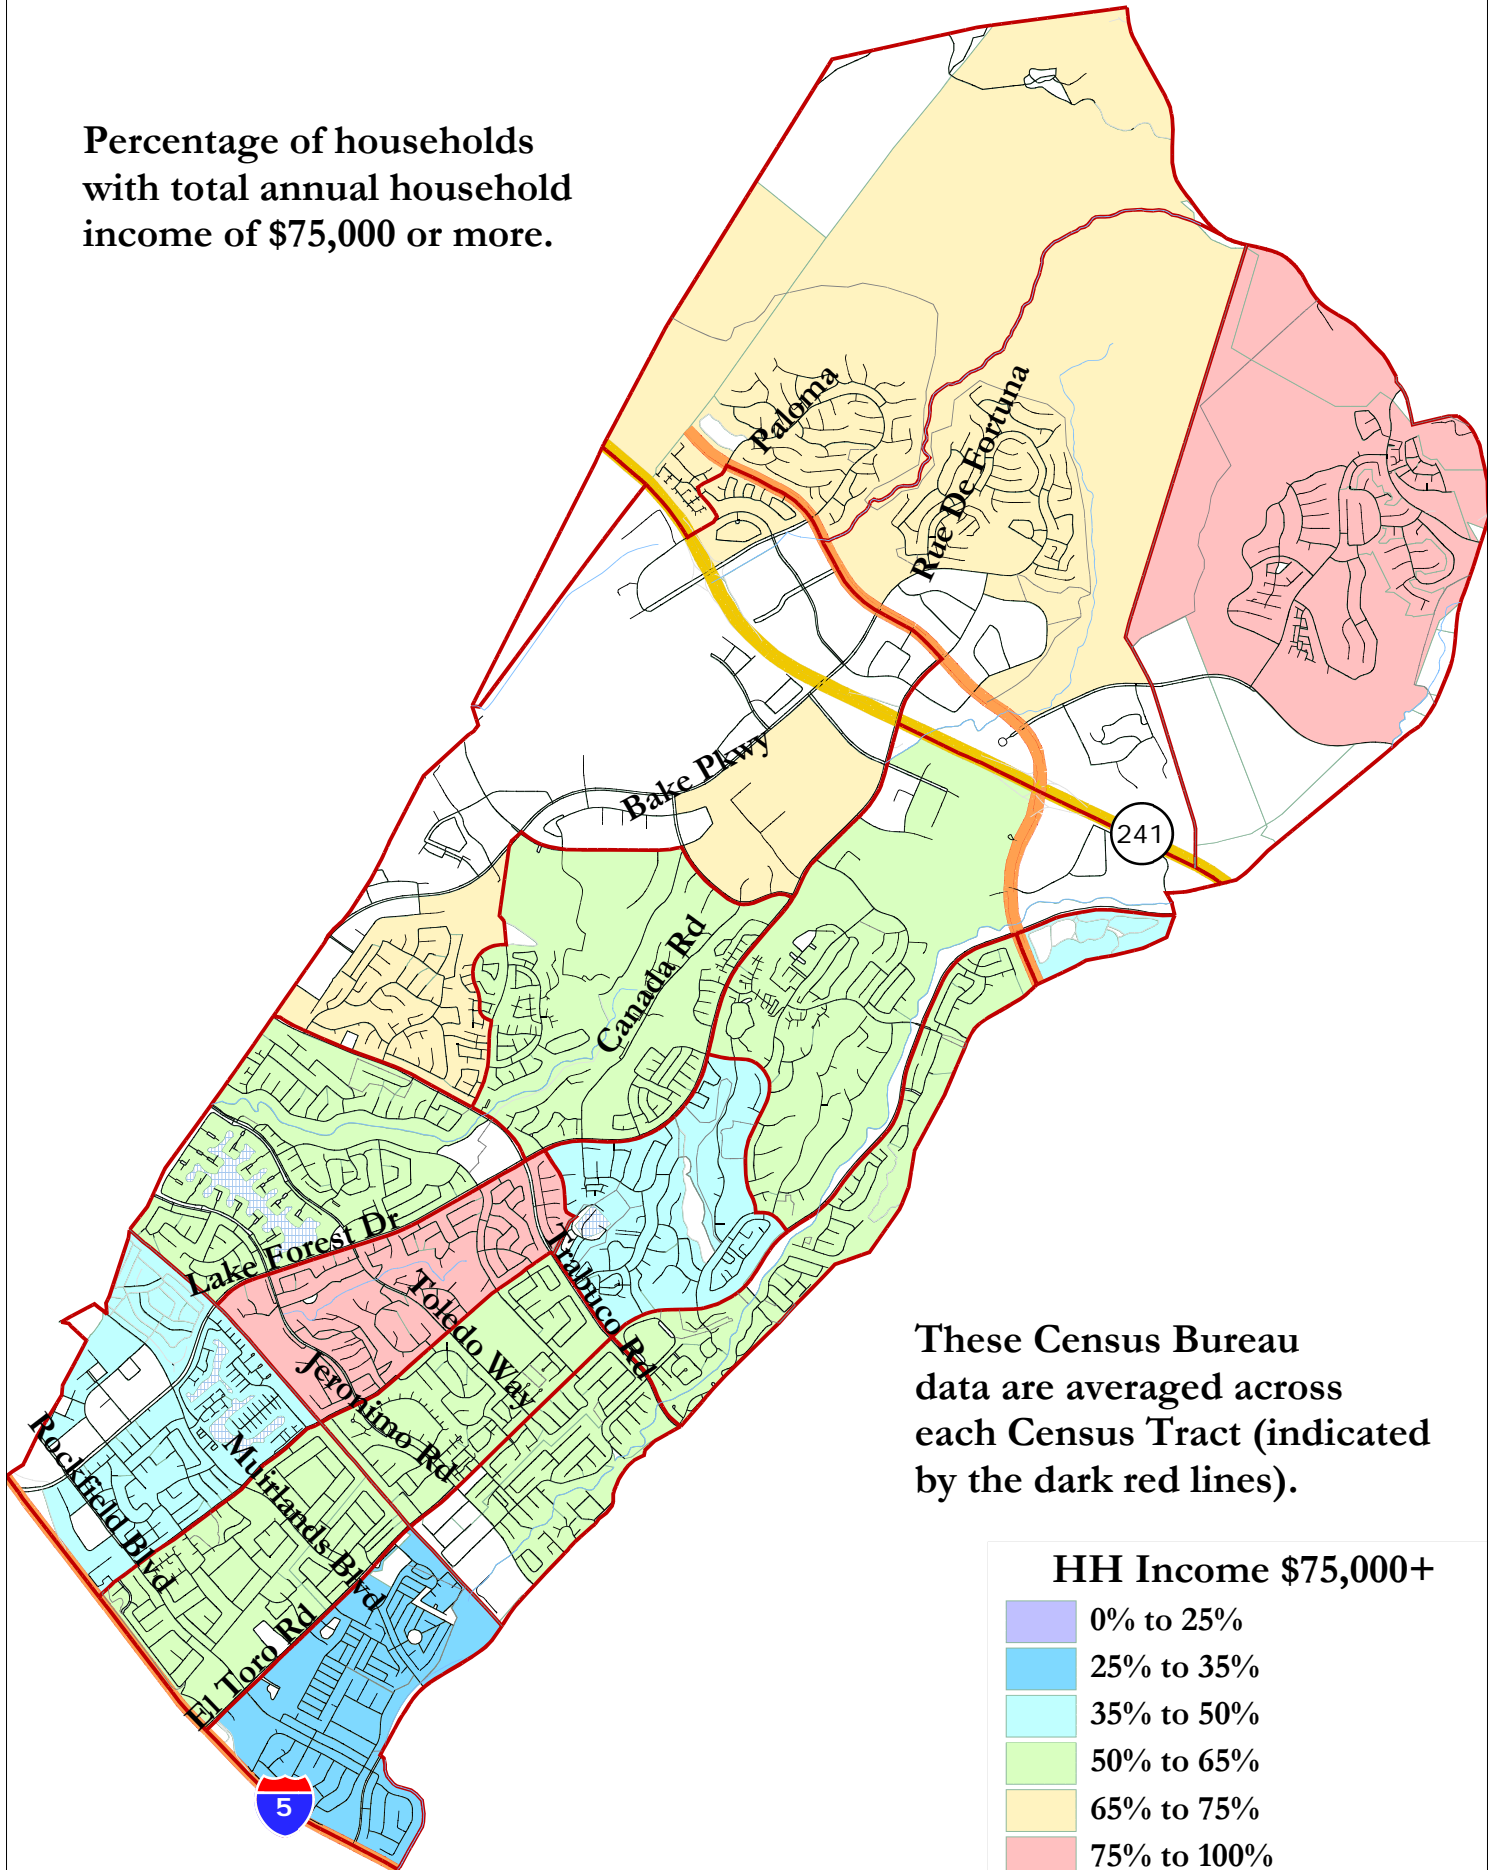 Percentage of households
with total annual household
income of $75,000 or more.
Paloma
Rue De Fortuna
Bake Pkwy
241
Canada Rd
Lake Forest Dr
Trabuco Rd
Toledo Way
Jeronimo Rd
Rockfield Blvd
Muirlands Blvd
El Toro Rd
5
These Census Bureau
data are averaged across
each Census Tract (indicated
by the dark red lines).
HH Income $75,000+
0% to 25%
25% to 35%
35% to 50%
50% to 65%
65% to 75%
75% to 100%